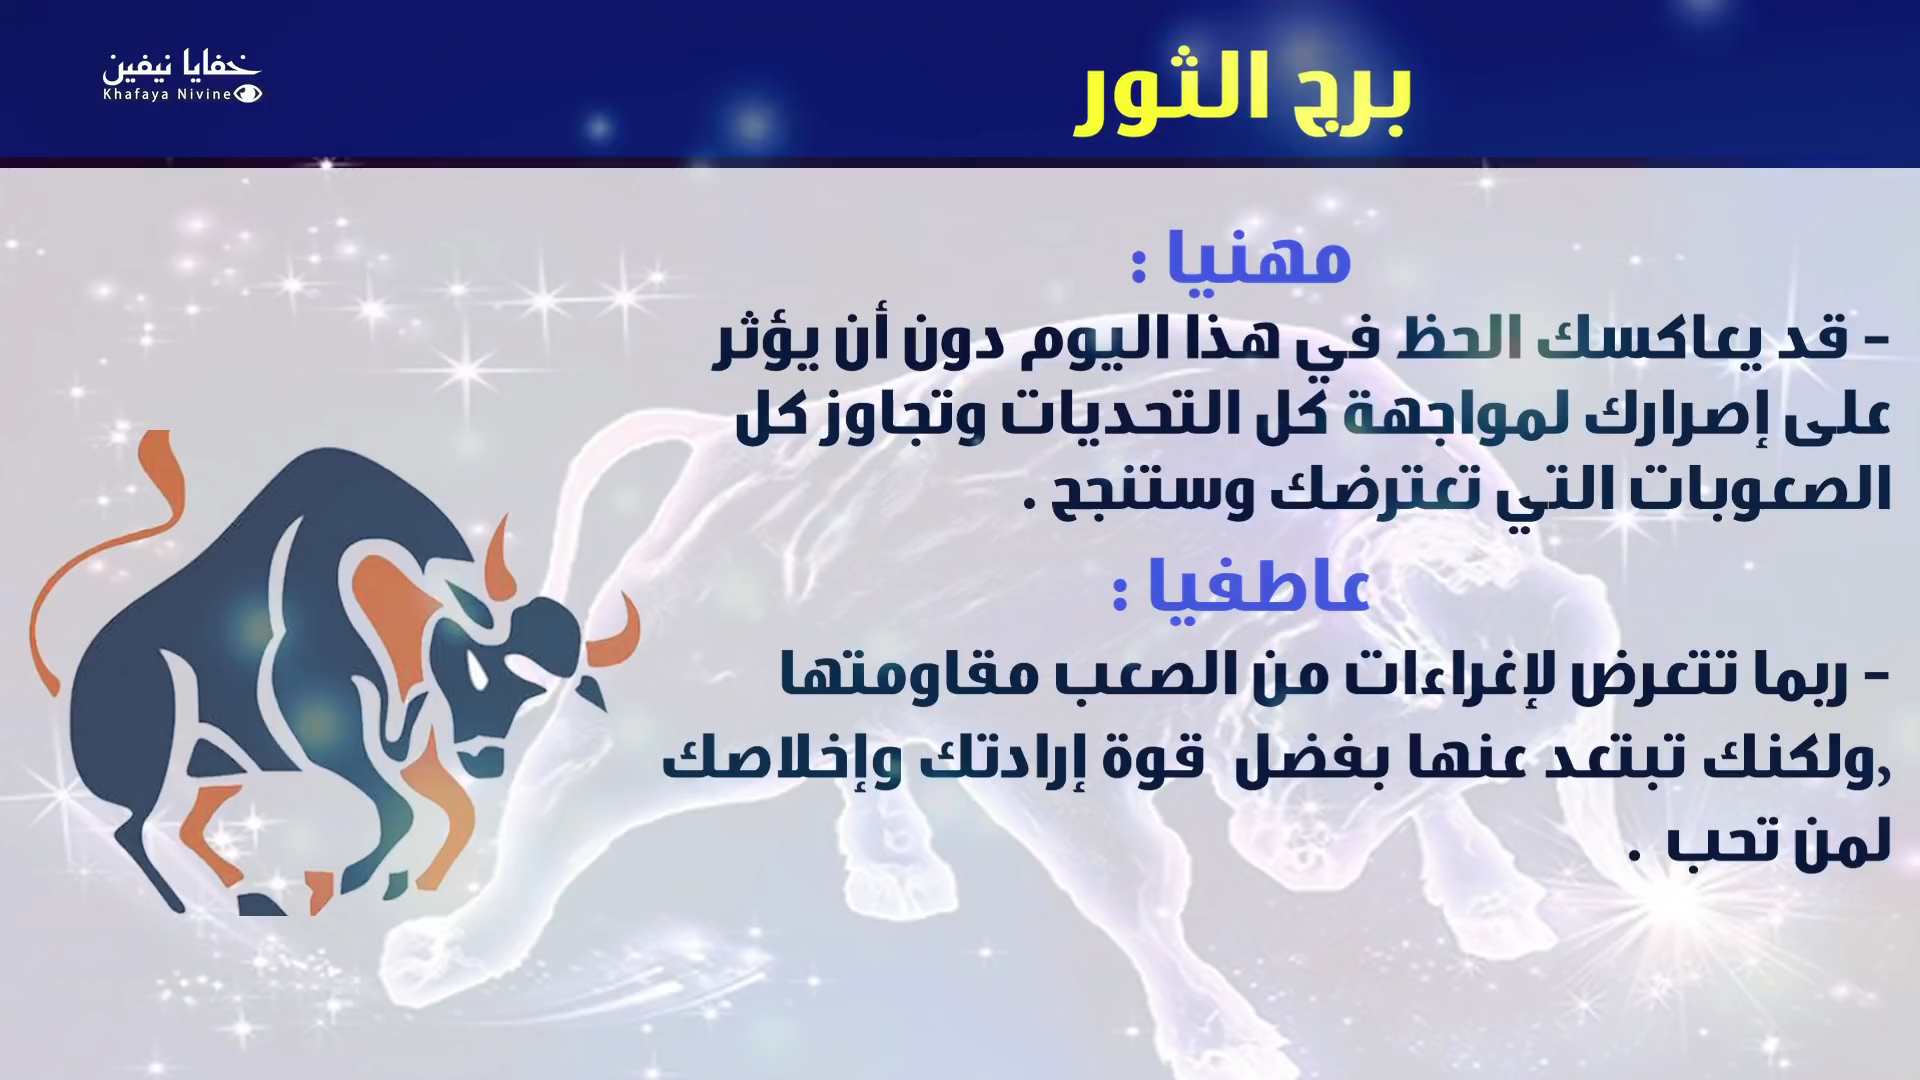 خفايا نيفين
Khafaya Nivine
برج الثور
مهنيا :
- قد يعاكسك الحظ في هذا اليوم دون أن يؤثر
على إصرارك لمواجهة كل التحديات وتجاوز كل
الصعوبات التي تعترضك وستنجح .
عاطفيا :
- ربما تتعرض لإغراءات من الصعب مقاومتها
,ولكنك تبتعد عنها بفضل قوة إرادتك وإخلاصك
لمن تحب .